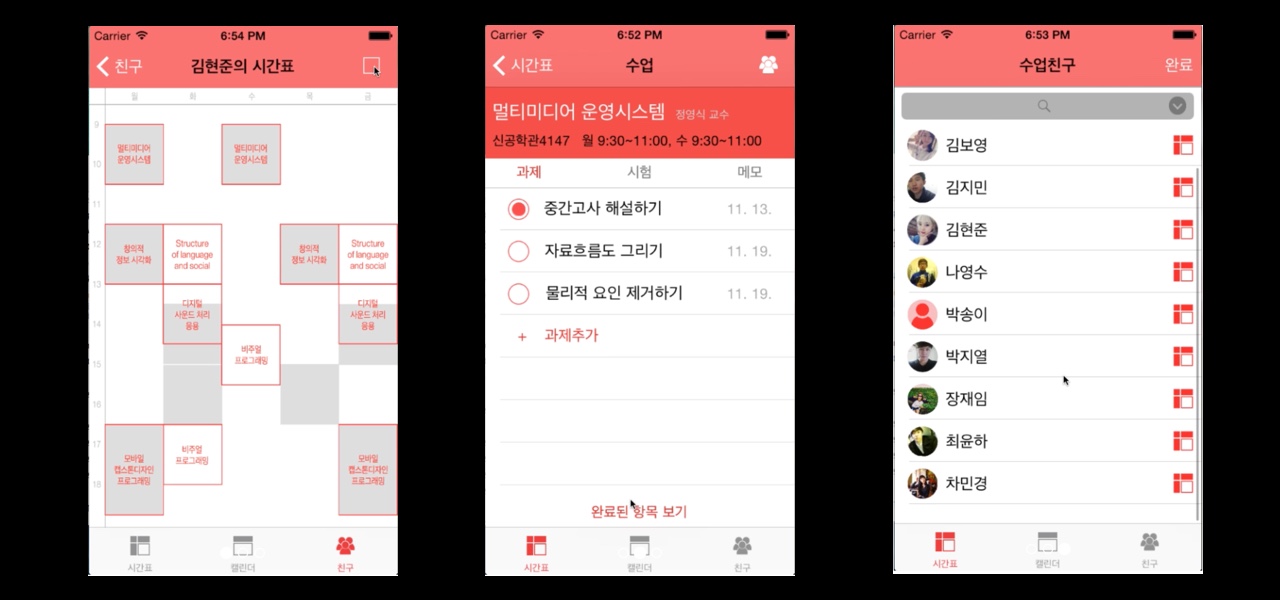 Carrier 6:54 PM
친구 김현준의 시간표
월 화 수 목 금
9
멀티미디어
운영시스템
멀티미디어
운영시스템
10
11
12
창의적
정보 시각화
Structure
of language
and social
창의적
정보 시각화
Structure
of language
and social
13
디지털
사운드 처리
응용
디지털
사운드 처리
응용
14
비주얼
프로그래밍
15
16
17
모바일
캡스톤디자인
프로그래밍
비주얼
프로그래밍
모바일
캡스톤디자인
프로그래밍
18
시간표 캘린더 친구
Carrier 6:52 PM
시간표 수업
멀티미디어 운영시스템 정영식 교수
신공학관4147 월 9:30~11:00, 수 9:30~11:00
과제 시험 메모
중간고사 해설하기 11. 13.
자료흐름도 그리기 11. 19.
물리적 요인 제거하기 11. 19.
+ 과제추가
완료된 항목 보기
시간표 캘린더 친구
Carrier 6:53 PM
수업친구 완료
김보영
김지민
김현준
나영수
박송이
박지열
장재임
최윤하
차민경
시간표 캘린더 친구